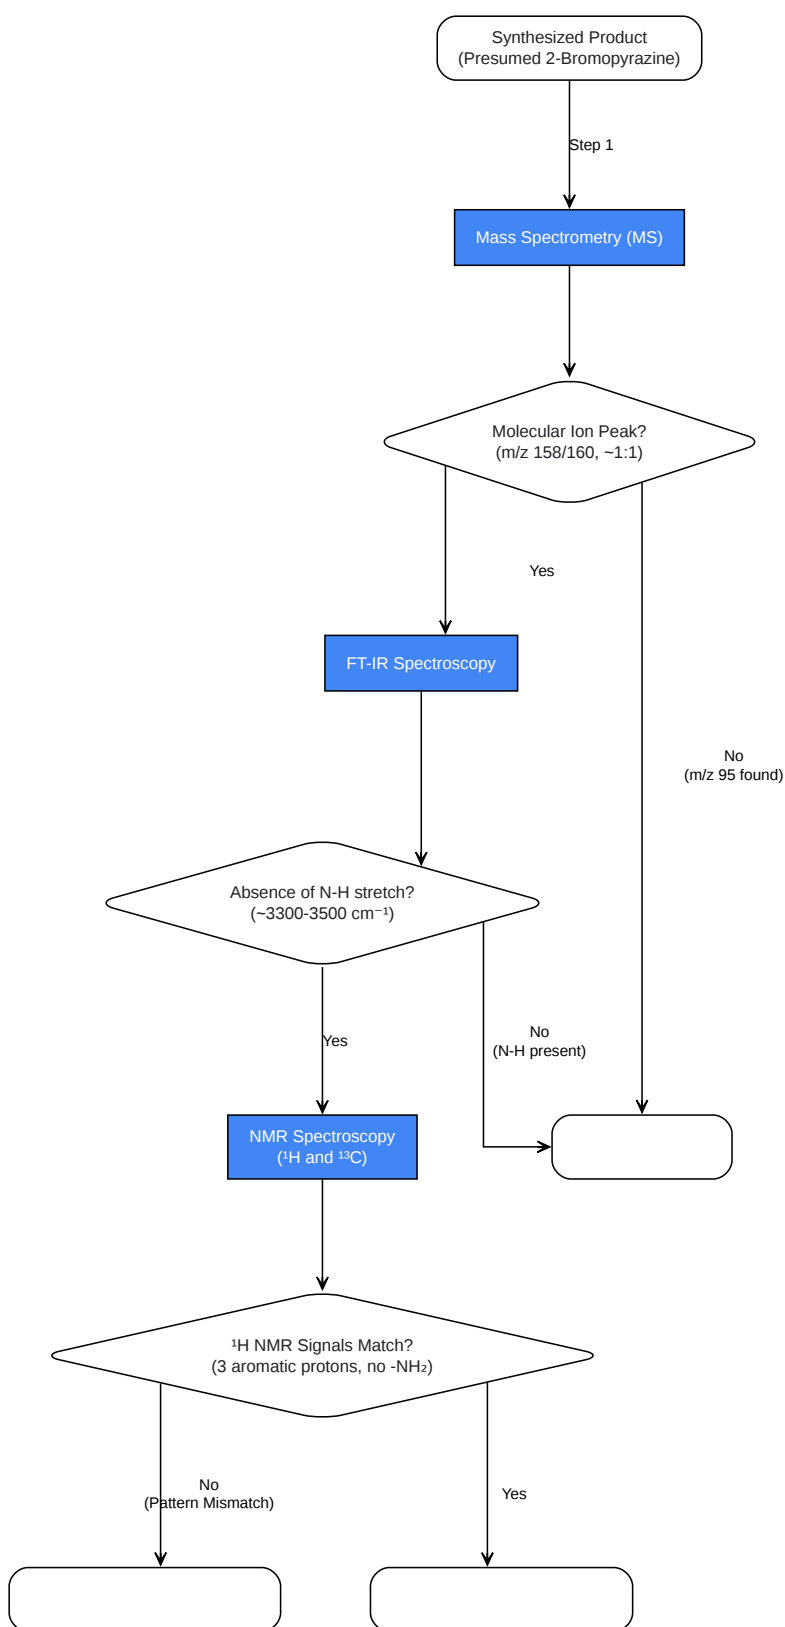 Synthesized Product
(Presumed 2-Bromopyrazine)
Step 1
Mass Spectrometry (MS)
Molecular Ion Peak?
(m/z 158/160, ~1:1)
Yes
FT-IR Spectroscopy
No
(m/z 95 found)
Absence of N-H stretch?
(~3300-3500 cm⁻¹)
No
(N-H present)
Yes
NMR Spectroscopy
(¹H and ¹³C)
¹H NMR Signals Match?
(3 aromatic protons, no -NH₂)
No
(Pattern Mismatch)
Yes